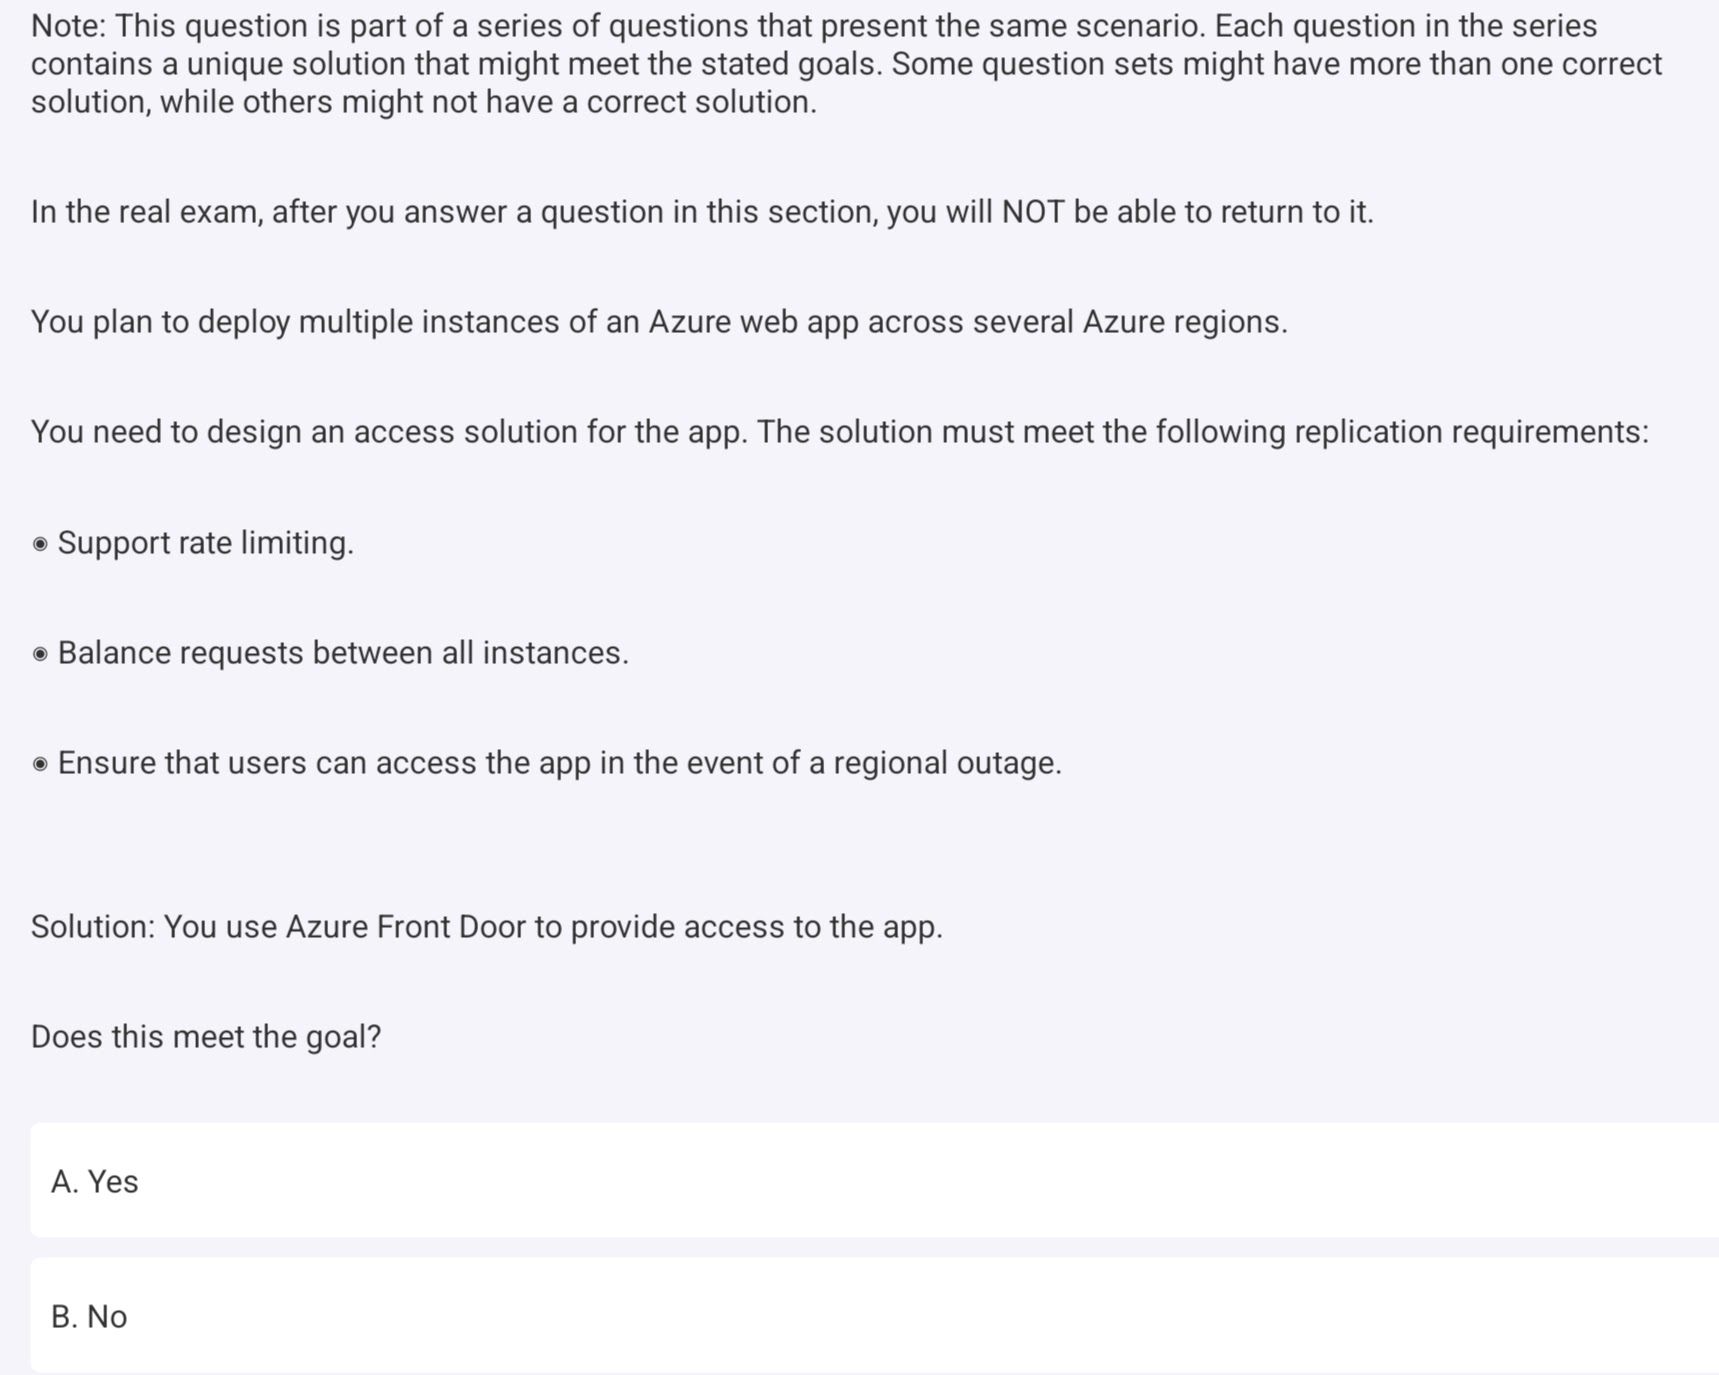 Note: This question is part of a series of questions that present the same scenario. Each question in the series
contains a unique solution that might meet the stated goals. Some question sets might have more than one correct
solution, while others might not have a correct solution.
In the real exam, after you answer a question in this section, you will NOT be able to return to it.
You plan to deploy multiple instances of an Azure web app across several Azure regions.
You need to design an access solution for the app. The solution must meet the following replication requirements:
◉ Support rate limiting.
◉ Balance requests between all instances.
◉ Ensure that users can access the app in the event of a regional outage.
Solution: You use Azure Front Door to provide access to the app.
Does this meet the goal?
A. Yes
B. No